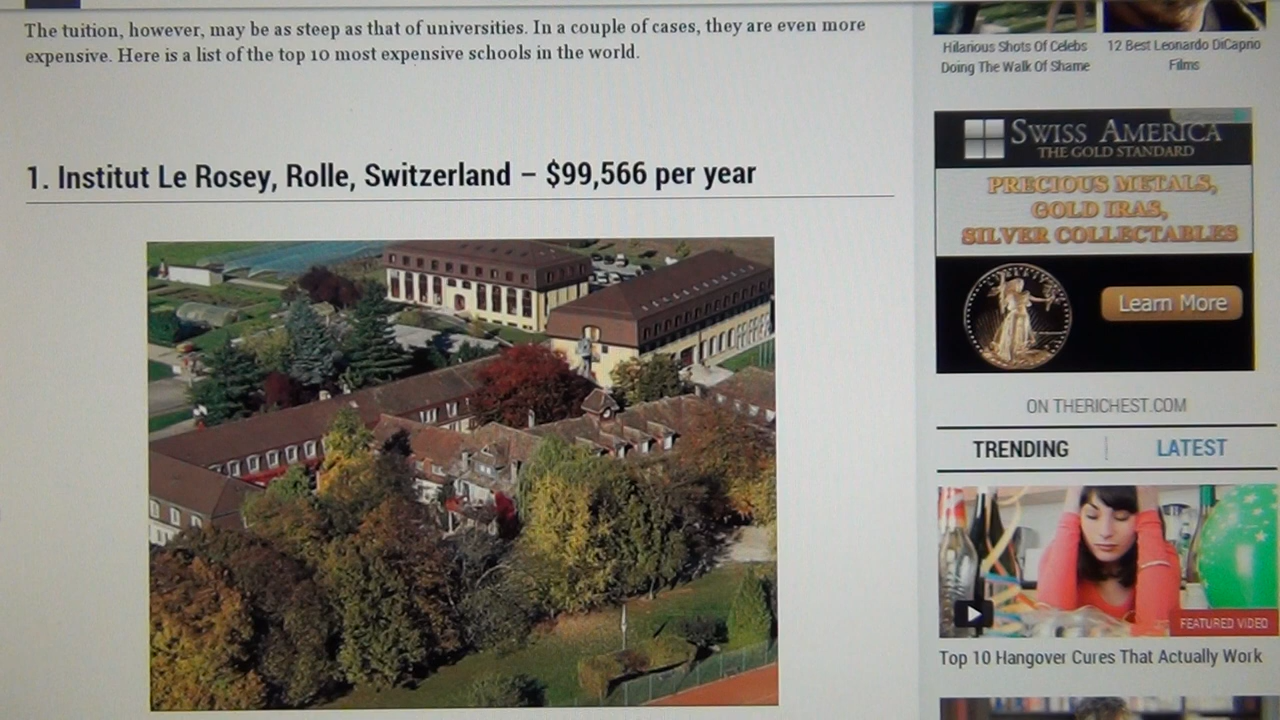 The tuition, however, may be as steep as that of universities. In a couple of cases, they are even more
expensive. Here is a list of the top 10 most expensive schools in the world.
1. Institut Le Rosey, Rolle, Switzerland – $99,566 per year
Hilarious Shots Of Celebs
Doing The Walk Of Shame
12 Best Leonardo DiCaprio
Films
SWISS AMERICA
THE GOLD STANDARD
PRECIOUS METALS,
GOLD IRAS,
SILVER COLLECTABLES
Learn More
ON THERICHEST.COM
TRENDING
LATEST
FEATURED VIDEO
Top 10 Hangover Cures That Actually Work